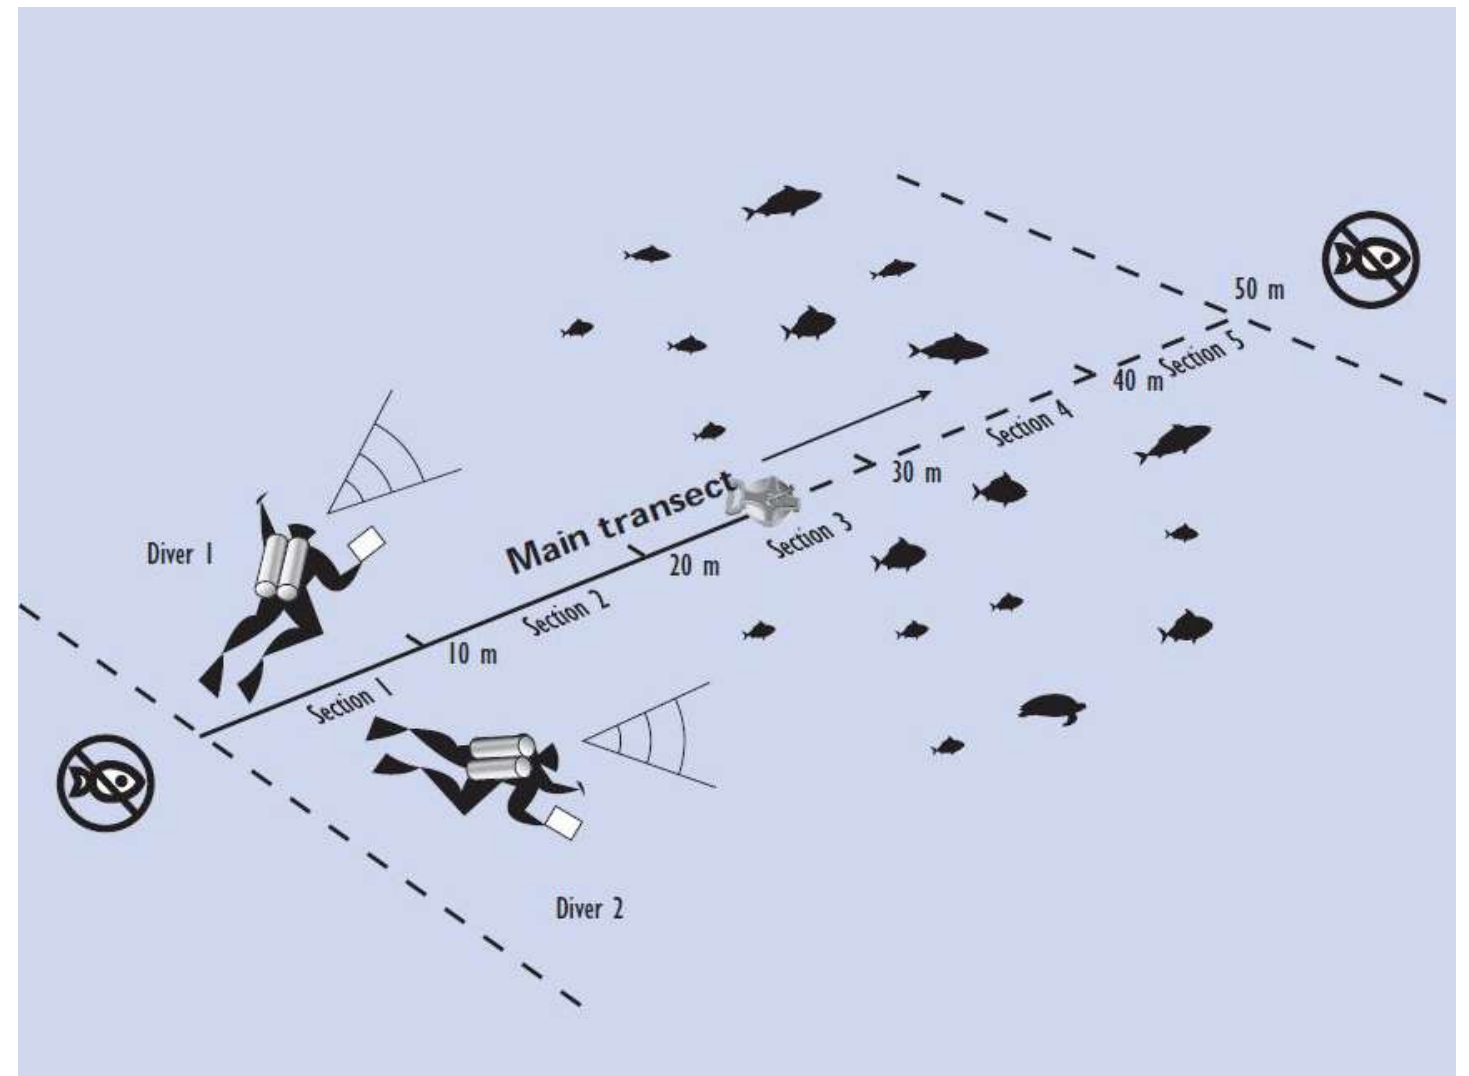 50 m
Section 5
40 m
Section 4
30 m
Main transect
Section 3
Diver 1
20 m
Section 2
10 m
Section 1
Diver 2